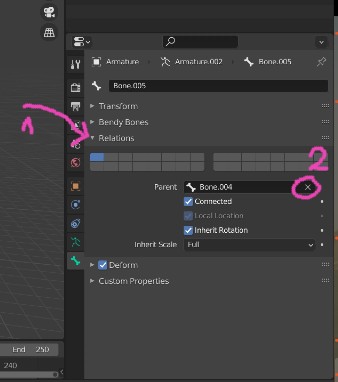 Armature Armature.002 Bone.005
Bone.005
Transform
Bendy Bones
1
Relations
2
Parent Bone.004
Connected
Local Location
Inherit Rotation
Inherit Scale Full
Deform
Custom Properties
End 250
240